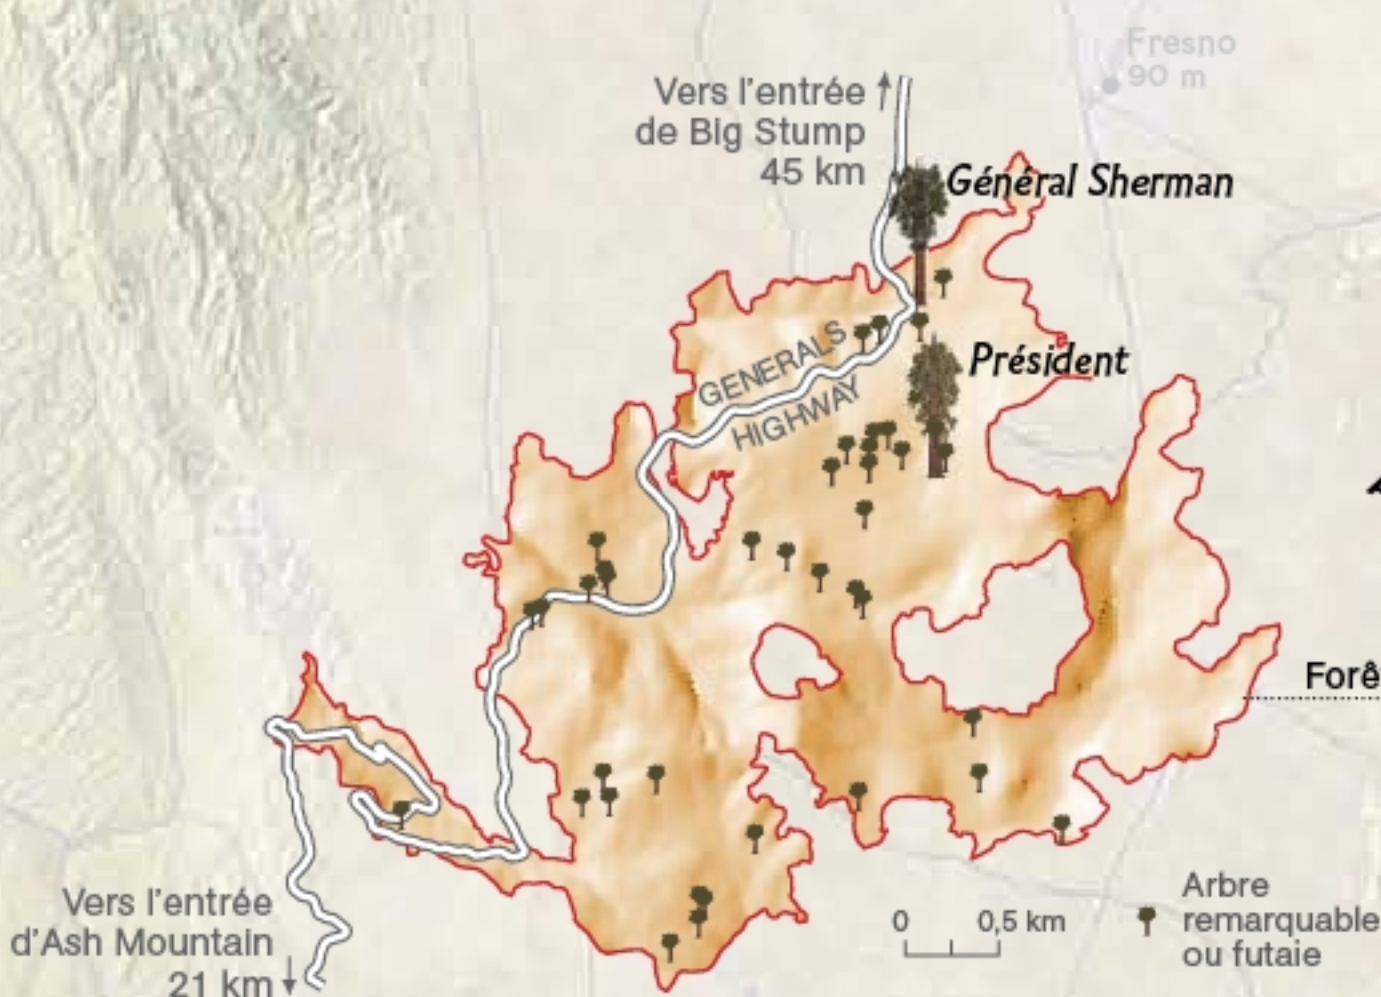 Fresno
90 m
Vers l'entrée
de Big Stump
45 km
Général Sherman
Président
GENERALS
HIGHWAY
Vers l'entrée
d'Ash Mountain
21 km
0 0,5 km
Arbre
remarquable
ou futaie